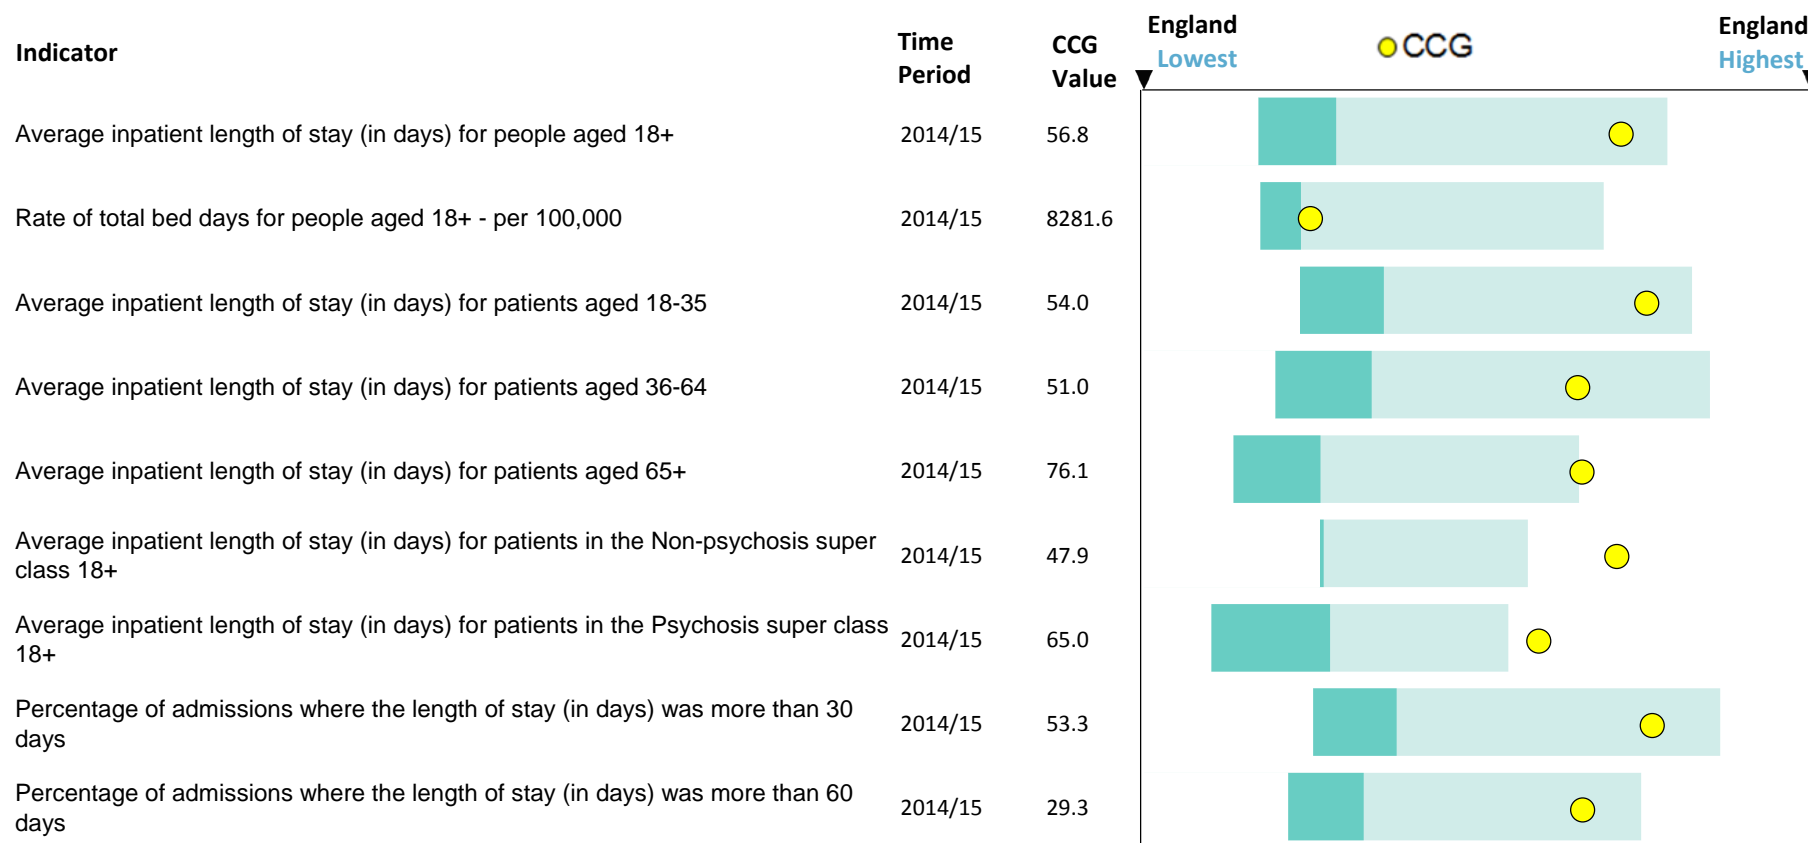 Indicator
Time
Period
CCG
Value
England
Lowest
CCG
England
Highest
Average inpatient length of stay (in days) for people aged 18+ 2014/15 56.8
Rate of total bed days for people aged 18+ - per 100,000 2014/15 8281.6
Average inpatient length of stay (in days) for patients aged 18-35 2014/15 54.0
Average inpatient length of stay (in days) for patients aged 36-64 2014/15 51.0
Average inpatient length of stay (in days) for patients aged 65+ 2014/15 76.1
Average inpatient length of stay (in days) for patients in the Non-psychosis super
class 18+
2014/15 47.9
Average inpatient length of stay (in days) for patients in the Psychosis super class
18+
2014/15 65.0
Percentage of admissions where the length of stay (in days) was more than 30
days
2014/15 53.3
Percentage of admissions where the length of stay (in days) was more than 60
days
2014/15 29.3